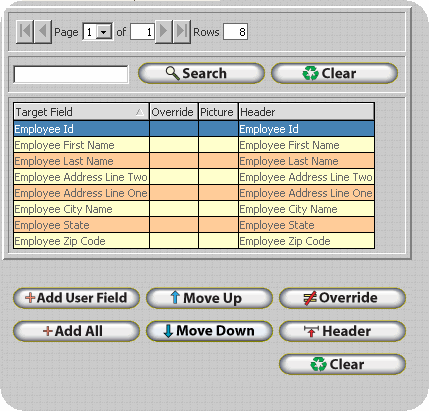 Page 1 of 1 Rows 8
Search Clear
Target Field Override Picture Header
Employee Id Employee Id
Employee First Name Employee First Name
Employee Last Name Employee Last Name
Employee Address Line Two Employee Address Line Two
Employee Address Line One Employee Address Line One
Employee City Name Employee City Name
Employee State Employee State
Employee Zip Code Employee Zip Code
Add User Field Move Up Override
Add All Move Down Header
Clear